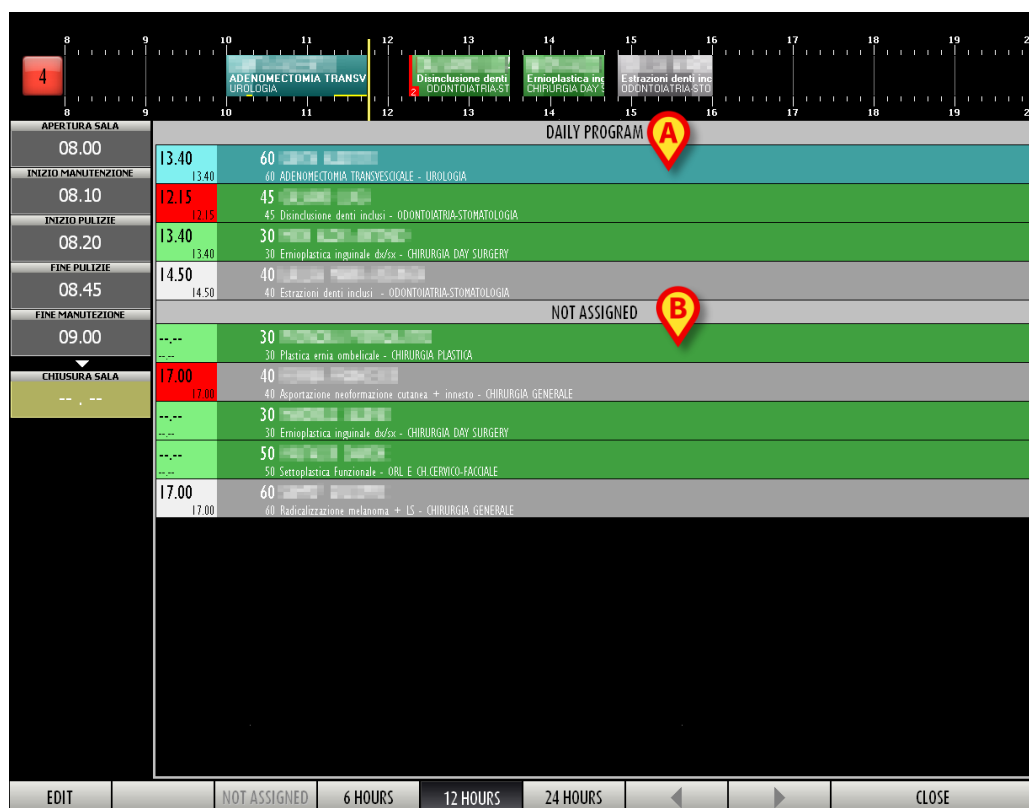 8 9 10 11 12 13 14 15 16 17 18 19 2
4
ADENOMECTOMIA TRANSV
UROLOGIA
2
Disinclusione denti
ODONTOIATRIA-ST
Ernioplastica ing
CHIRURGIA DAY S
Estrazioni denti inc
ODONTOIATRIA-STO
8 9 10 11 12 13 14 15 16 17 18 19 2
APERTURA SALA
08.00
INIZIO MANUTENZIONE
08.10
INIZIO PULIZIE
08.20
FINE PULIZIE
08.45
FINE MANUTEZIONE
09.00
CHIUSURA SALA
-- . --
DAILY PROGRAM
A
13.40 60
13.40 60 ADENOMECTOMIA TRANSVESCICALE - UROLOGIA
12.15 45
12.15 45 Disinclusione denti inclusi - ODONTOIATRIA-STOMATOLOGIA
13.40 30
13.40 30 Ernioplastica inguinale dx/sx - CHIRURGIA DAY SURGERY
14.50 40
14.50 40 Estrazioni denti inclusi - ODONTOIATRIA-STOMATOLOGIA
NOT ASSIGNED
B
--.-- 30
--.-- 30 Plastica ernia ombelicale - CHIRURGIA PLASTICA
17.00 40
17.00 40 Asportazione neoformazione cutanea + innesto - CHIRURGIA GENERALE
--.-- 30
--.-- 30 Ernioplastica inguinale dx/sx - CHIRURGIA DAY SURGERY
--.-- 50
--.-- 50 Settoplastica Funzionale - ORL E CH.CERVICO-FACCIALE
17.00 60
17.00 60 Radicalizzazione melanoma + LS - CHIRURGIA GENERALE
EDIT NOT ASSIGNED 6 HOURS 12 HOURS 24 HOURS CLOSE